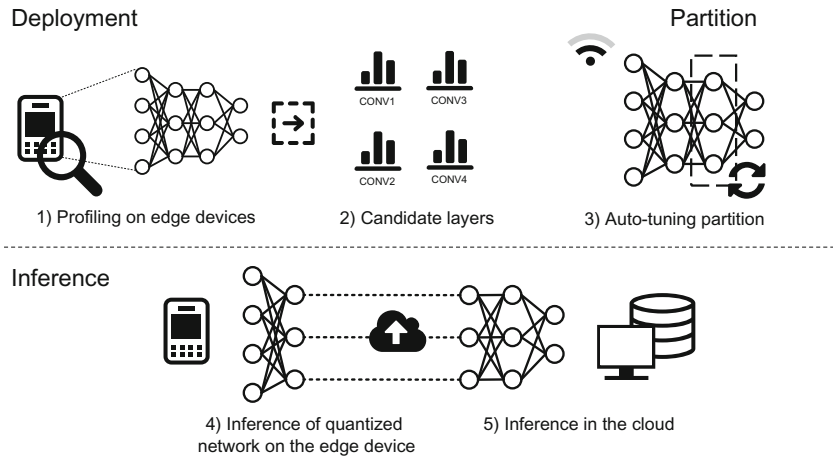 Deployment
Partition
CONV1
CONV3
CONV2
CONV4
1) Profiling on edge devices
2) Candidate layers
3) Auto-tuning partition
Inference
4) Inference of quantized
network on the edge device
5) Inference in the cloud